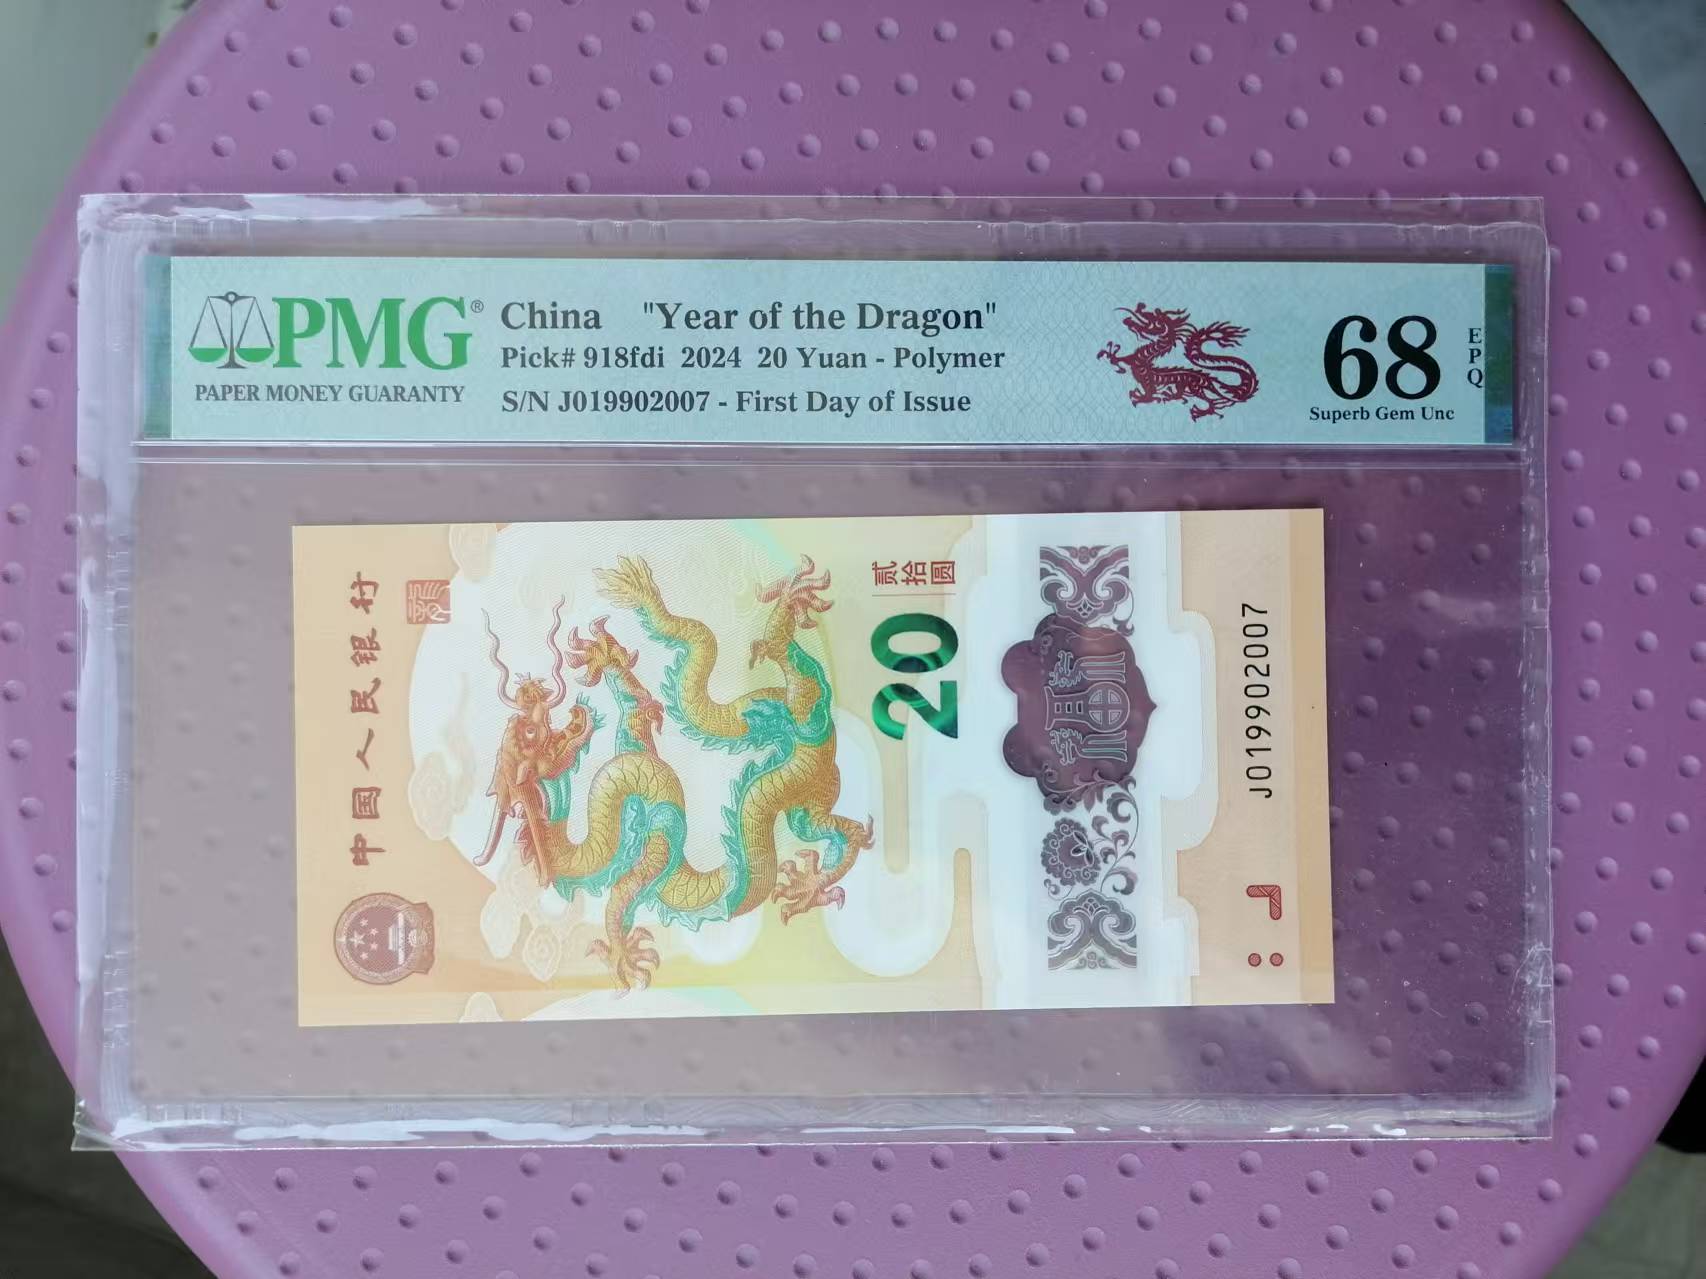 PMG®
PAPER MONEY GUARANTY
China "Year of the Dragon"
Pick# 918fdi 2024 20 Yuan - Polymer
S/N J019902007 - First Day of Issue
68
EPQ
Superb Gem Unc
中国人民银行
贰拾圆
20
J019902007